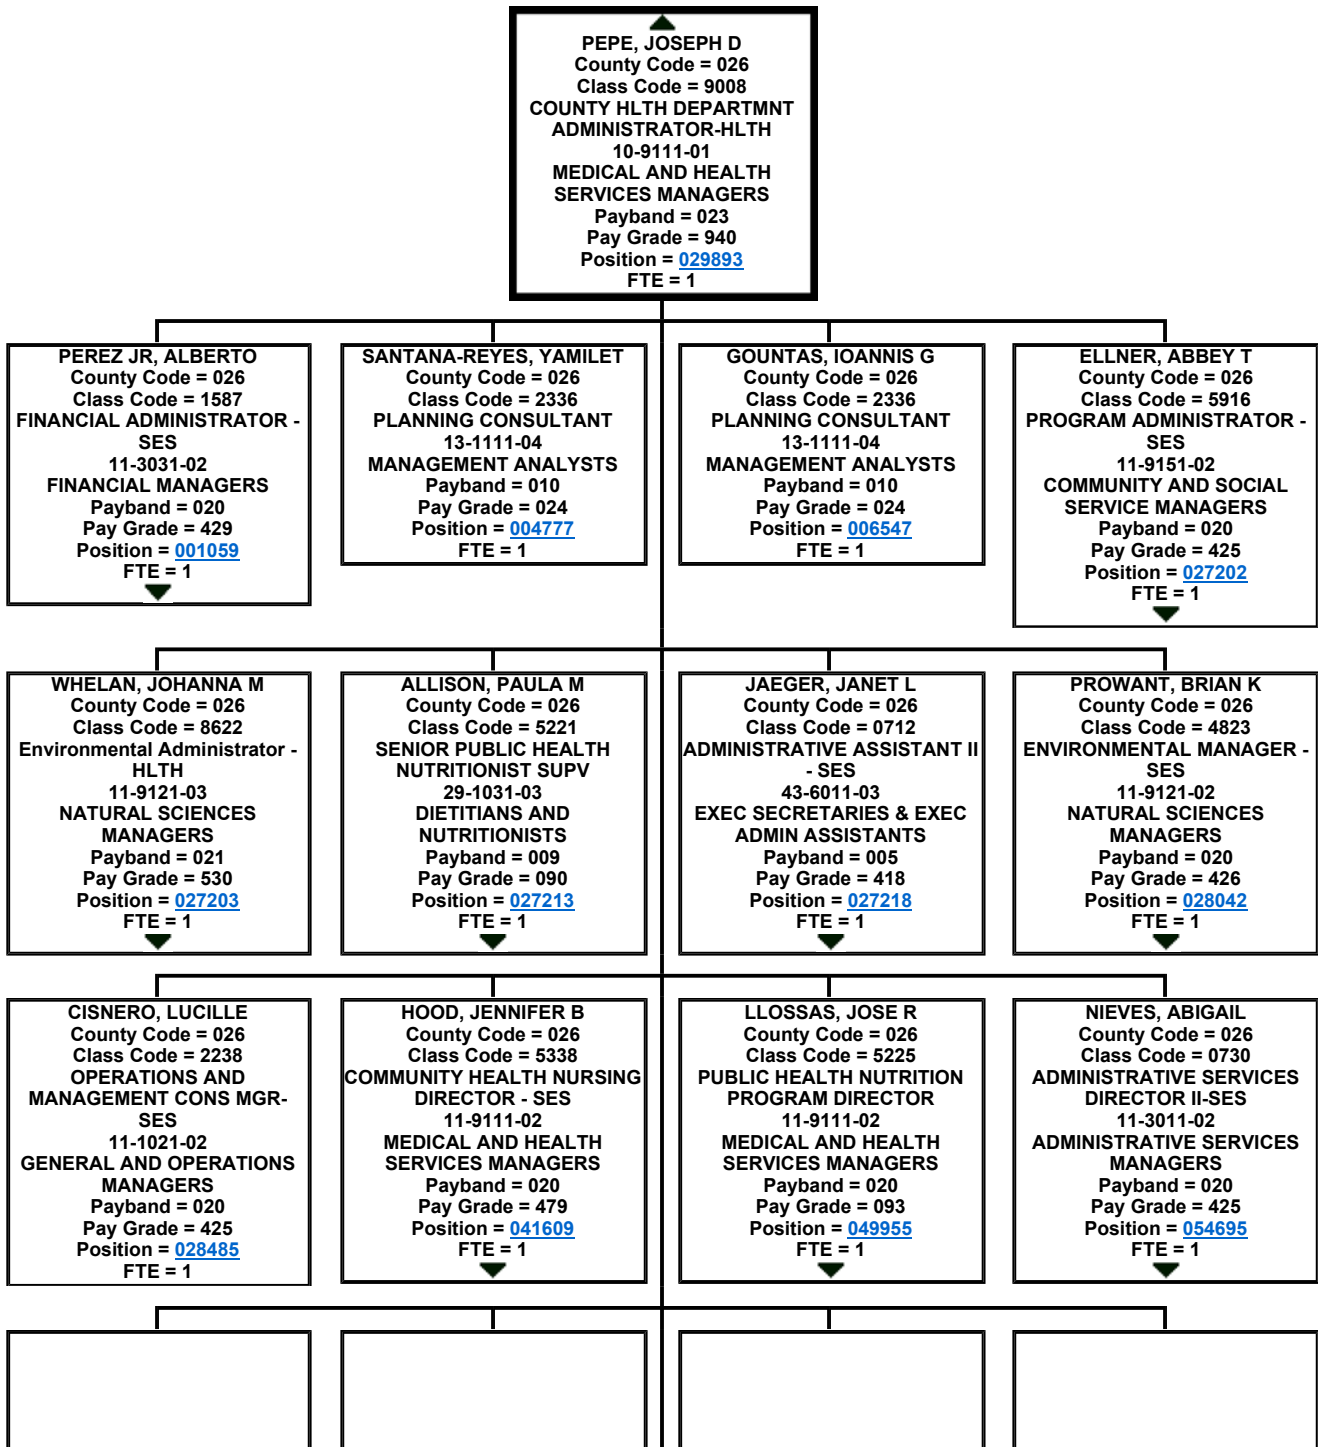 PEPE, JOSEPH D
County Code = 026
Class Code = 9008
COUNTY HLTH DEPARTMNT
ADMINISTRATOR-HLTH
10-9111-01
MEDICAL AND HEALTH
SERVICES MANAGERS
Payband = 023
Pay Grade = 940
Position = 029893
FTE = 1
PEREZ JR, ALBERTO
County Code = 026
Class Code = 1587
FINANCIAL ADMINISTRATOR -
SES
11-3031-02
FINANCIAL MANAGERS
Payband = 020
Pay Grade = 429
Position = 001059
FTE = 1
SANTANA-REYES, YAMILET
County Code = 026
Class Code = 2336
PLANNING CONSULTANT
13-1111-04
MANAGEMENT ANALYSTS
Payband = 010
Pay Grade = 024
Position = 004777
FTE = 1
GOUNTAS, IOANNIS G
County Code = 026
Class Code = 2336
PLANNING CONSULTANT
13-1111-04
MANAGEMENT ANALYSTS
Payband = 010
Pay Grade = 024
Position = 006547
FTE = 1
ELLNER, ABBEY T
County Code = 026
Class Code = 5916
PROGRAM ADMINISTRATOR -
SES
11-9151-02
COMMUNITY AND SOCIAL
SERVICE MANAGERS
Payband = 020
Pay Grade = 425
Position = 027202
FTE = 1
WHELAN, JOHANNA M
County Code = 026
Class Code = 8622
Environmental Administrator -
HLTH
11-9121-03
NATURAL SCIENCES
MANAGERS
Payband = 021
Pay Grade = 530
Position = 027203
FTE = 1
ALLISON, PAULA M
County Code = 026
Class Code = 5221
SENIOR PUBLIC HEALTH
NUTRITIONIST SUPV
29-1031-03
DIETITIANS AND
NUTRITIONISTS
Payband = 009
Pay Grade = 090
Position = 027213
FTE = 1
JAEGER, JANET L
County Code = 026
Class Code = 0712
ADMINISTRATIVE ASSISTANT II
- SES
43-6011-03
EXEC SECRETARIES & EXEC
ADMIN ASSISTANTS
Payband = 005
Pay Grade = 418
Position = 027218
FTE = 1
PROWANT, BRIAN K
County Code = 026
Class Code = 4823
ENVIRONMENTAL MANAGER -
SES
11-9121-02
NATURAL SCIENCES
MANAGERS
Payband = 020
Pay Grade = 426
Position = 028042
FTE = 1
CISNERO, LUCILLE
County Code = 026
Class Code = 2238
OPERATIONS AND
MANAGEMENT CONS MGR-
SES
11-1021-02
GENERAL AND OPERATIONS
MANAGERS
Payband = 020
Pay Grade = 425
Position = 028485
FTE = 1
HOOD, JENNIFER B
County Code = 026
Class Code = 5338
COMMUNITY HEALTH NURSING
DIRECTOR - SES
11-9111-02
MEDICAL AND HEALTH
SERVICES MANAGERS
Payband = 020
Pay Grade = 479
Position = 041609
FTE = 1
LLOSSAS, JOSE R
County Code = 026
Class Code = 5225
PUBLIC HEALTH NUTRITION
PROGRAM DIRECTOR
11-9111-02
MEDICAL AND HEALTH
SERVICES MANAGERS
Payband = 020
Pay Grade = 093
Position = 049955
FTE = 1
NIEVES, ABIGAIL
County Code = 026
Class Code = 0730
ADMINISTRATIVE SERVICES
DIRECTOR II-SES
11-3011-02
ADMINISTRATIVE SERVICES
MANAGERS
Payband = 020
Pay Grade = 425
Position = 054695
FTE = 1